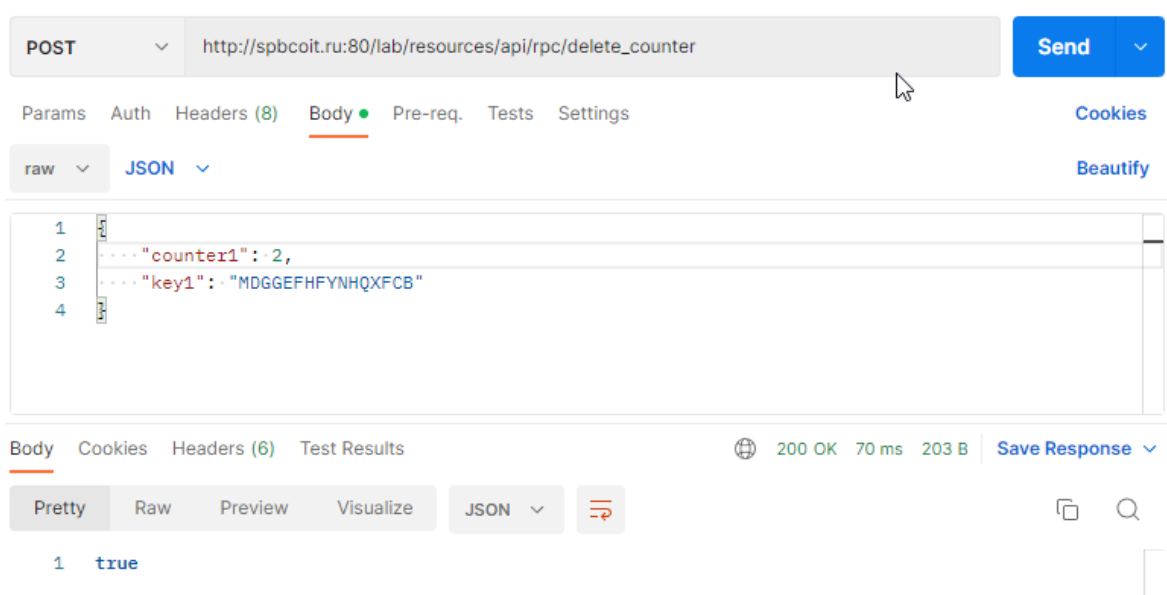 POST http://spbcoit.ru:80/lab/resources/api/rpc/delete_counter Send
Params Auth Headers (8) Body Pre-req. Tests Settings Cookies
raw JSON Beautify
1 {
2 "counter1": 2,
3 "key1": "MDGGEFHFYNHQXFCB"
4 }
Body Cookies Headers (6) Test Results 200 OK 70 ms 203 B Save Response
Pretty Raw Preview Visualize JSON
1 true